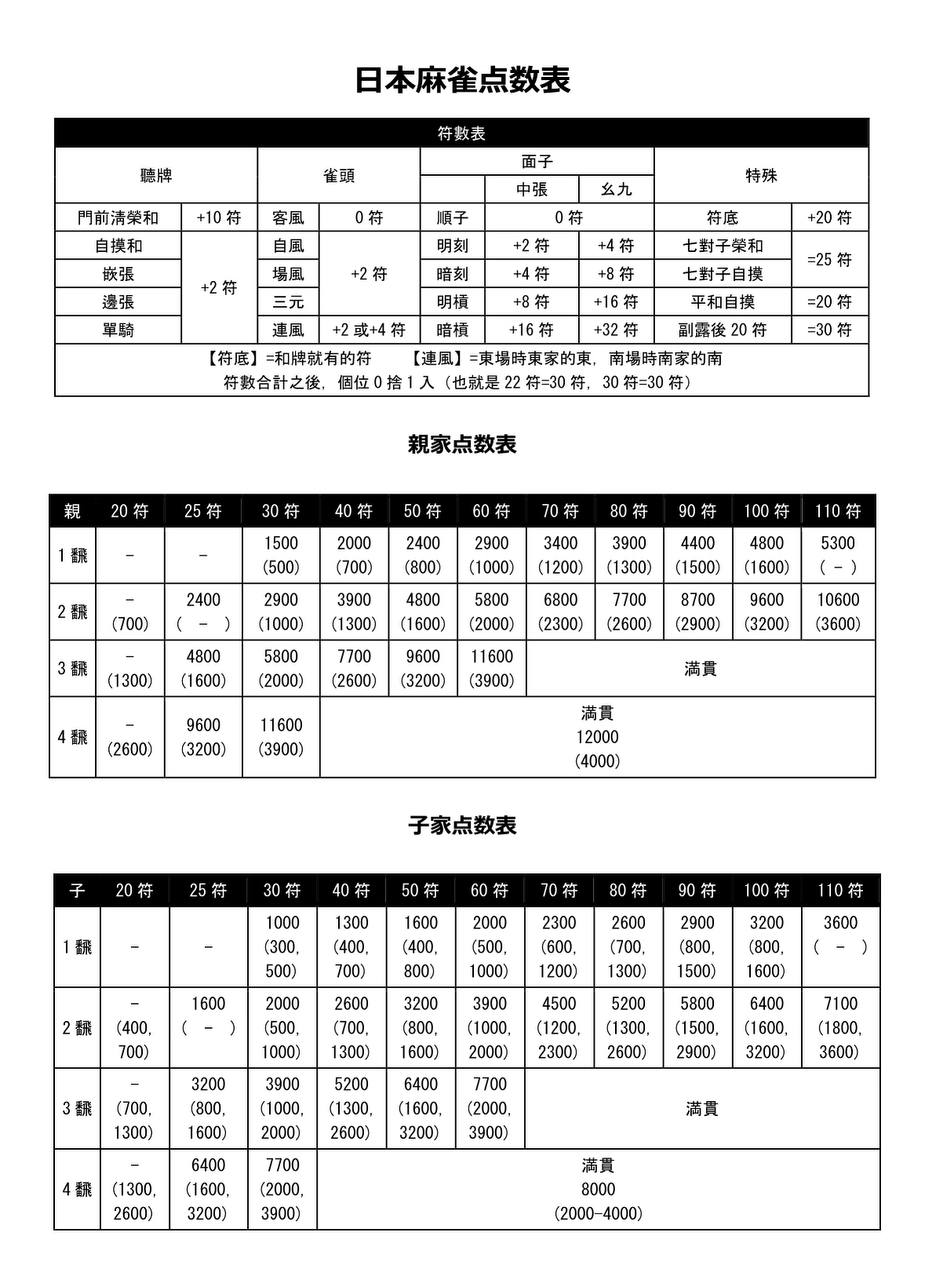 日本麻雀点数表
符數表
聽牌 雀頭 面子 特殊
中張 幺九
門前淸榮和 +10 符 客風 0 符 順子 0 符 符底 +20 符
自摸和 +2 符 自風 +2 符 明刻 +2 符 +4 符 七對子榮和 =25 符
嵌張 場風 暗刻 +4 符 +8 符 七對子自摸
邊張 三元 明槓 +8 符 +16 符 平和自摸 =20 符
單騎 連風 +2 或+4 符 暗槓 +16 符 +32 符 副露後 20 符 =30 符
【符底】=和牌就有的符 【連風】=東場時東家的東, 南場時南家的南
符數合計之後, 個位 0 捨 1 入（也就是 22 符=30 符, 30 符=30 符）
親家点数表
親 20 符 25 符 30 符 40 符 50 符 60 符 70 符 80 符 90 符 100 符 110 符
1 飜 – – 1500 2000 2400 2900 3400 3900 4400 4800 5300
(500) (700) (800) (1000) (1200) (1300) (1500) (1600) ( – )
2 飜 – 2400 2900 3900 4800 5800 6800 7700 8700 9600 10600
(700) ( – ) (1000) (1300) (1600) (2000) (2300) (2600) (2900) (3200) (3600)
3 飜 – 4800 5800 7700 9600 11600 満貫
(1300) (1600) (2000) (2600) (3200) (3900)
4 飜 – 9600 11600 満貫
(2600) (3200) (3900) 12000
(4000)
子家点数表
子 20 符 25 符 30 符 40 符 50 符 60 符 70 符 80 符 90 符 100 符 110 符
1 飜 – – 1000 1300 1600 2000 2300 2600 2900 3200 3600
(300, (400, (400, (500, (600, (700, (800, (800, ( – )
500) 700) 800) 1000) 1200) 1300) 1500) 1600)
2 飜 – 1600 2000 2600 3200 3900 4500 5200 5800 6400 7100
(400, ( – ) (500, (700, (800, (1000, (1200, (1300, (1500, (1600, (1800,
700) 1000) 1300) 1600) 2000) 2300) 2600) 2900) 3200) 3600)
3 飜 – 3200 3900 5200 6400 7700 満貫
(700, (800, (1000, (1300, (1600, (2000,
1300) 1600) 2000) 2600) 3200) 3900)
4 飜 – 6400 7700 満貫
(1300, (1600, (2000, 8000
2600) 3200) 3900) (2000-4000)